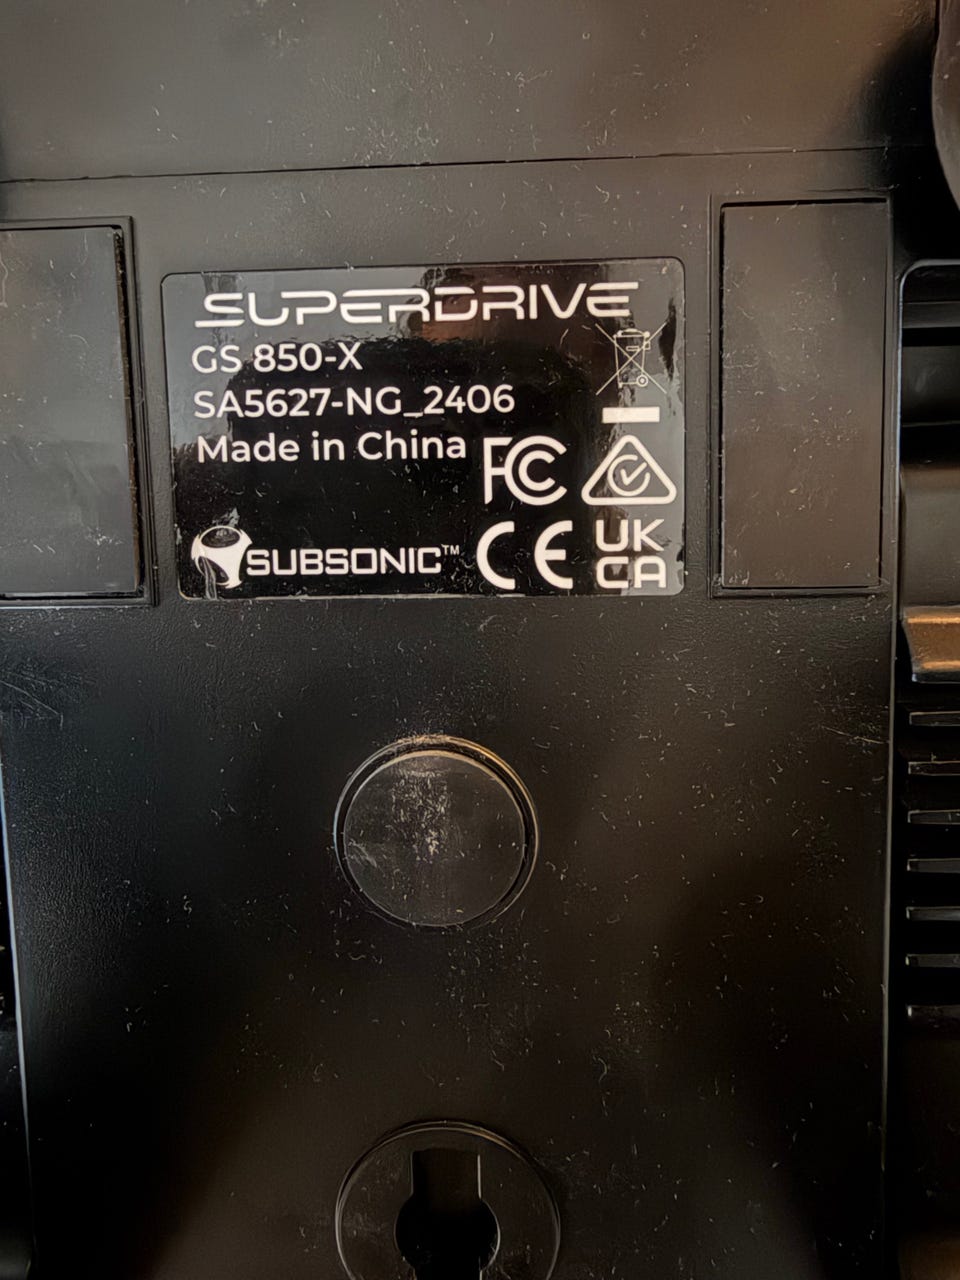 SUPERDRIVE
GS 850-X
SA5627-NG_2406
Made in China
FC
SUBSONIC™
CE
UK
CA